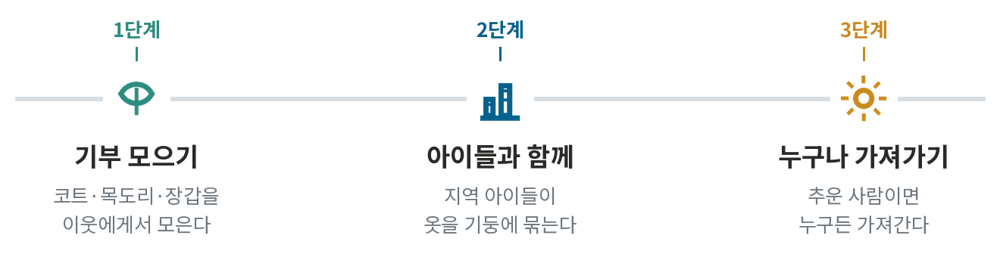 1단계
2단계
3단계
기부 모으기
아이들과 함께
누구나 가져가기
코트·목도리·장갑을
이웃에게서 모은다
지역 아이들이
옷을 기둥에 묶는다
추운 사람이면
누구든 가져간다